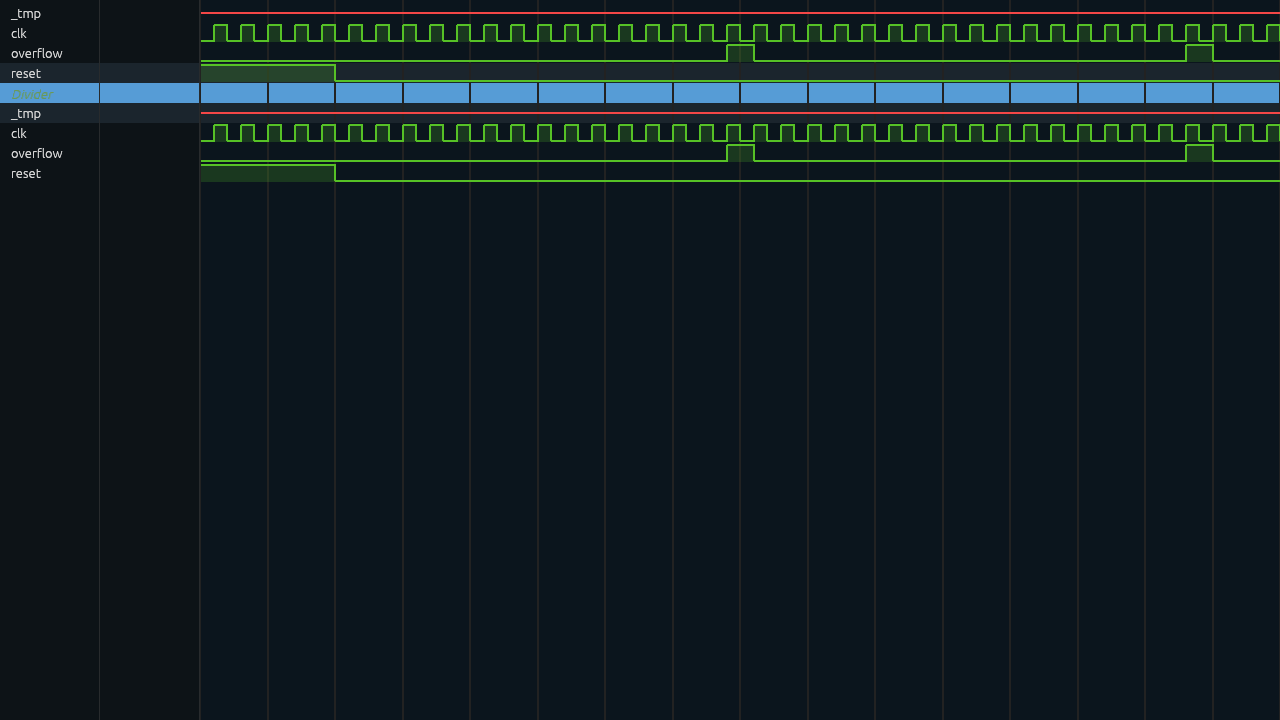 _tmp
clk
overflow
reset
Divider
_tmp
clk
overflow
reset